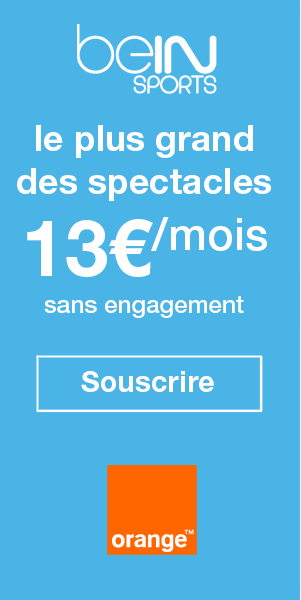 beIN
SPORTS
le plus grand
des spectacles
13€/mois
sans engagement
Souscrire
orange™